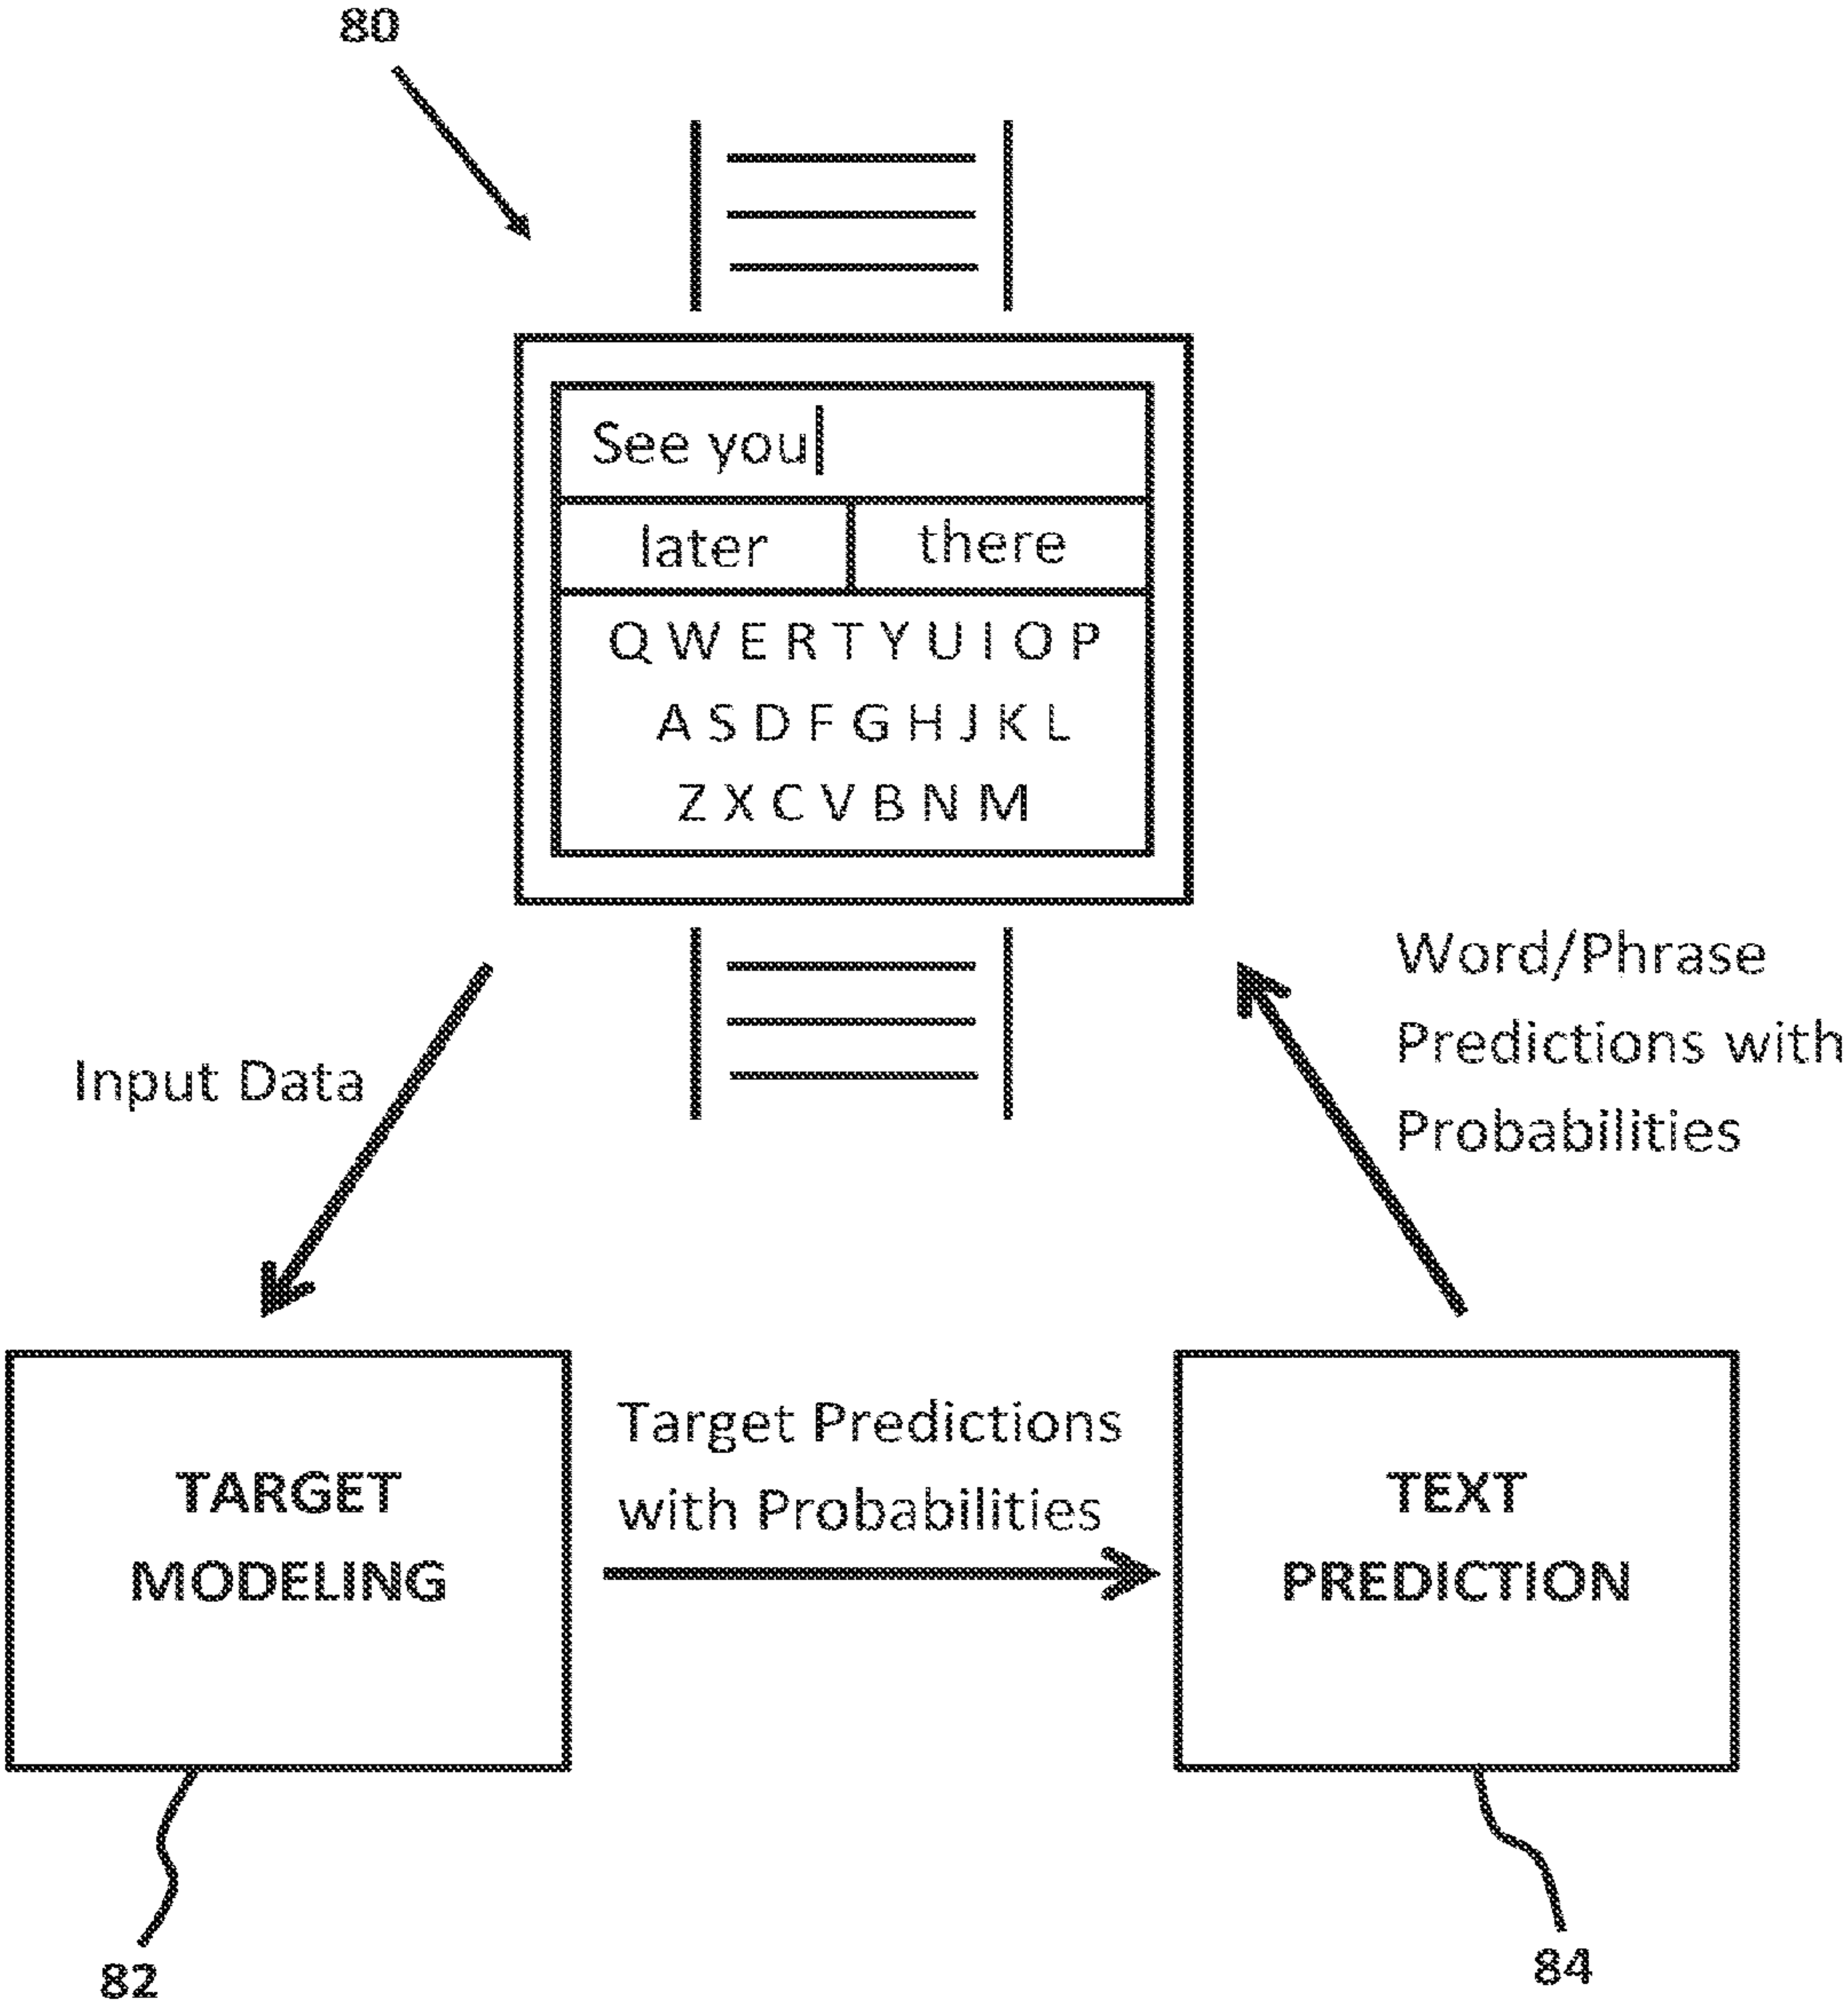 80
See you
later there
Q W E R T Y U I O P
A S D F G H J K L
Z X C V B N M
Input Data
Word/Phrase
Predictions with
Probabilities
Target Predictions
with Probabilities
TARGET
MODELING
TEXT
PREDICTION
82
84